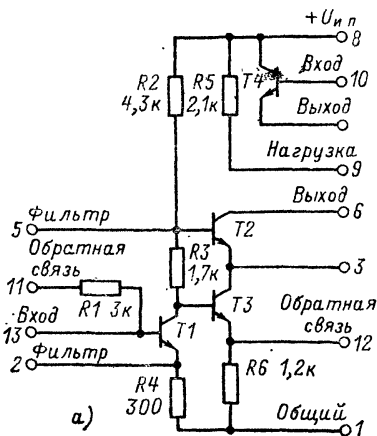 +Uип
8
R2
4,3к
R5
2,1к
T4
Вход
10
Выход
Нагрузка
9
Выход
6
Фильтр
5
T2
Обратная
связь
11
R3
1,7к
3
R1 3к
T3
Вход
13
T1
Обратная
связь
12
Фильтр
2
R4
300
R6 1,2к
а)
Общий
1